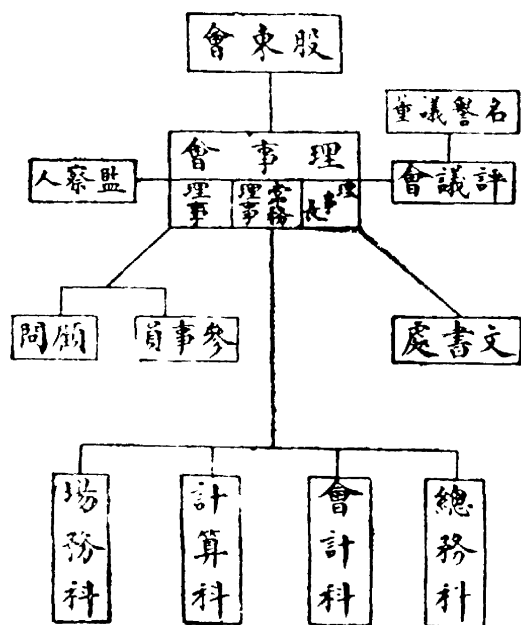 股東會
名譽議董
理事會
評議會
監察人
理事長
常務理事
理事
文書處
參事員
顧問
總務科
會計科
計算科
場務科